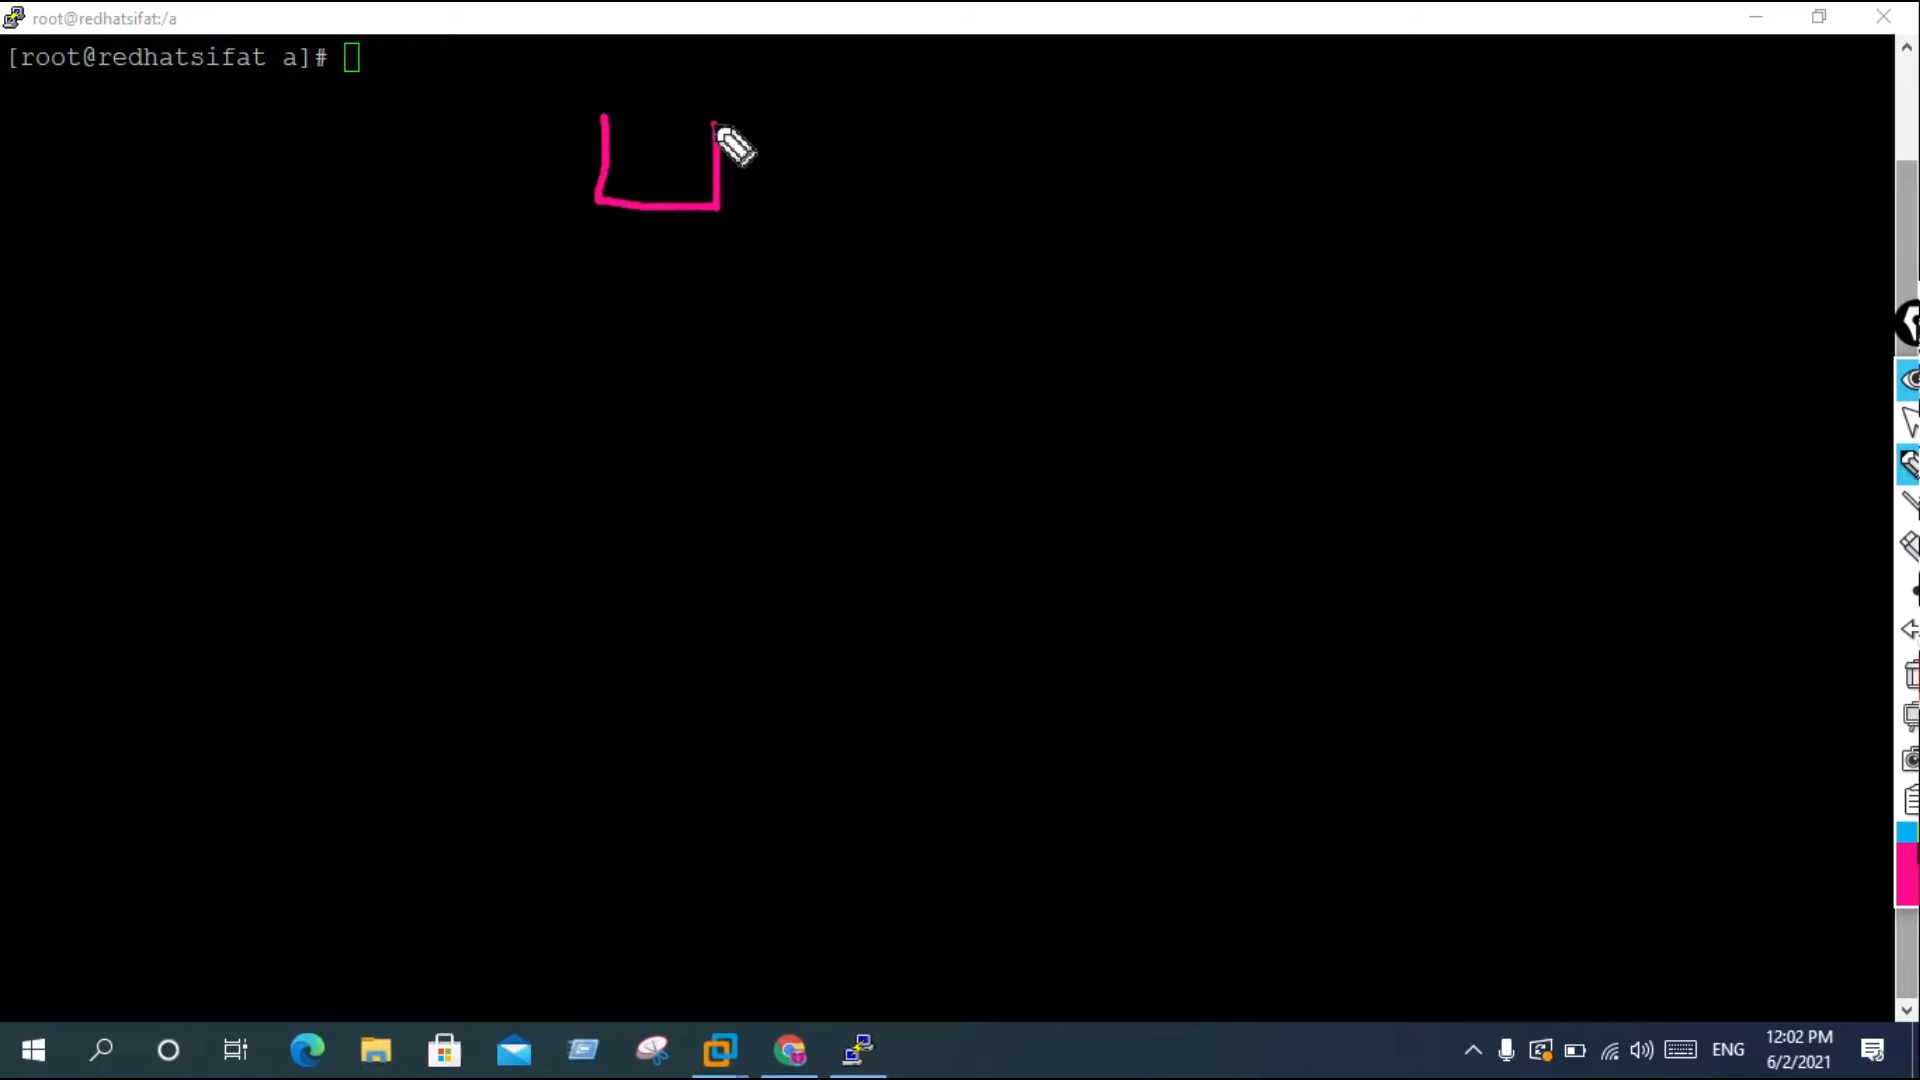 root@redhatsifat:/a
[root@redhatsifat a]#
ENG
12:02 PM
6/2/2021